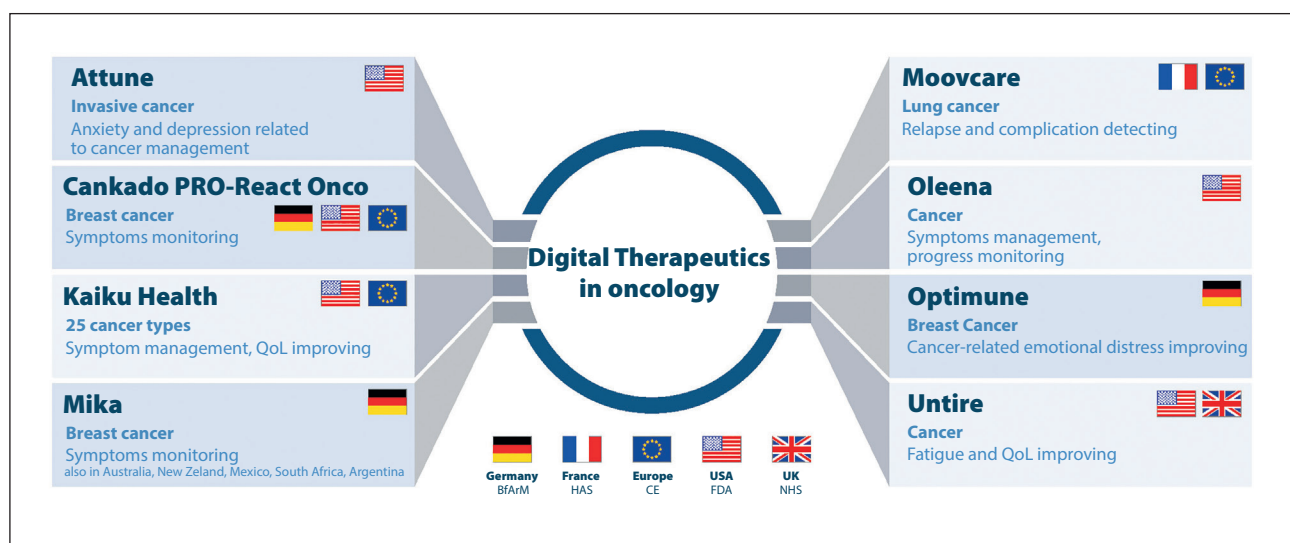 Attune
Invasive cancer
Anxiety and depression related
to cancer management
Cankado PRO-React Onco
Breast cancer
Symptoms monitoring
Kaiku Health
25 cancer types
Symptom management, QoL improving
Mika
Breast cancer
Symptoms monitoring
also in Australia, New Zeland, Mexico, South Africa, Argentina
Digital Therapeutics
in oncology
Germany
BfArM
France
HAS
Europe
CE
USA
FDA
UK
NHS
Moovcare
Lung cancer
Relapse and complication detecting
Oleena
Cancer
Symptoms management,
progress monitoring
Optimune
Breast Cancer
Cancer-related emotional distress improving
Untire
Cancer
Fatigue and QoL improving